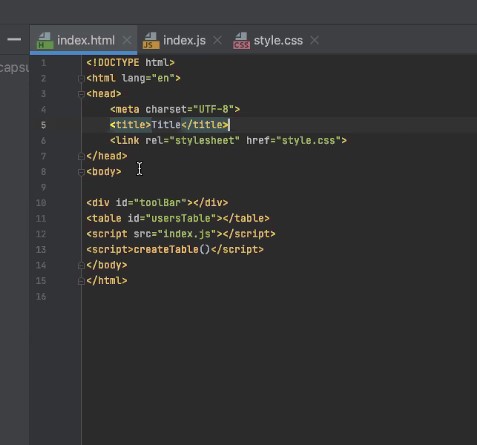 capsu
index.html
index.js
style.css
1 <!DOCTYPE html>
2 <html lang="en">
3 <head>
4 <meta charset="UTF-8">
5 <title>Title</title>
6 <link rel="stylesheet" href="style.css">
7 </head>
8 <body>
9
10 <div id="toolBar"></div>
11 <table id="usersTable"></table>
12 <script src="index.js"></script>
13 <script>createTable()</script>
14 </body>
15 </html>
16